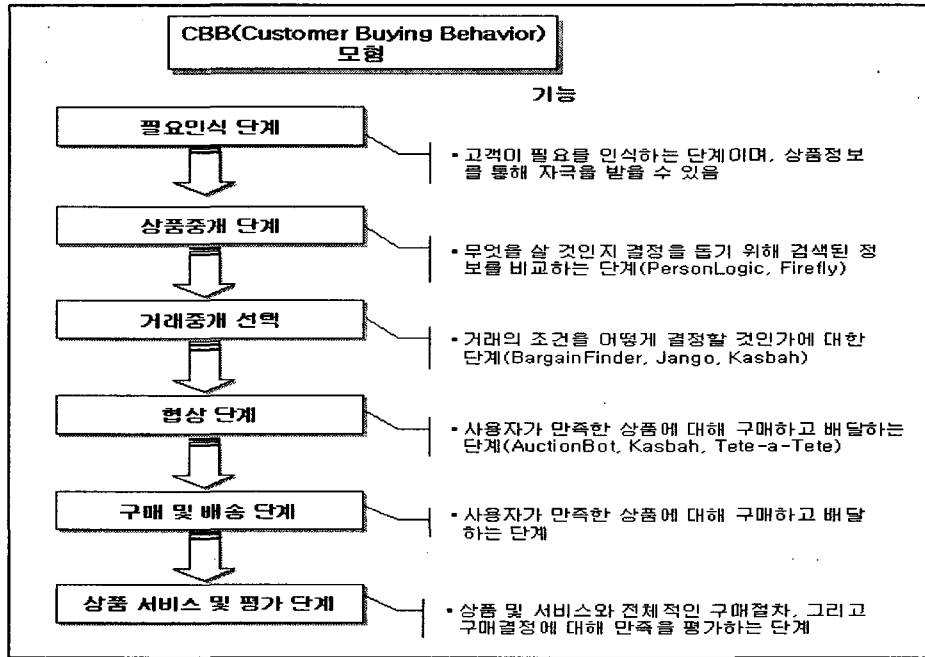 CBB(Customer Buying Behavior)
모형
기능
필요인식 단계
• 고객이 필요를 인식하는 단계이며, 상품정보
를 통해 자극을 받을 수 있음
상품중개 단계
• 무엇을 살 것인지 결정을 돕기 위해 검색된 정
보를 비교하는 단계(PersonLogic, Firefly)
거래중개 선택
• 거래의 조건을 어떻게 결정할 것인가에 대한
단계(BargainFinder, Jango, Kasbah)
협상 단계
• 사용자가 만족한 상품에 대해 구매하고 배달하는
단계(AuctionBot, Kasbah, Tete-a-Tete)
구매 및 배송 단계
• 사용자가 만족한 상품에 대해 구매하고 배달
하는 단계
상품 서비스 및 평가 단계
• 상품 및 서비스와 전체적인 구매절차, 그리고
구매결정에 대해 만족을 평가하는 단계